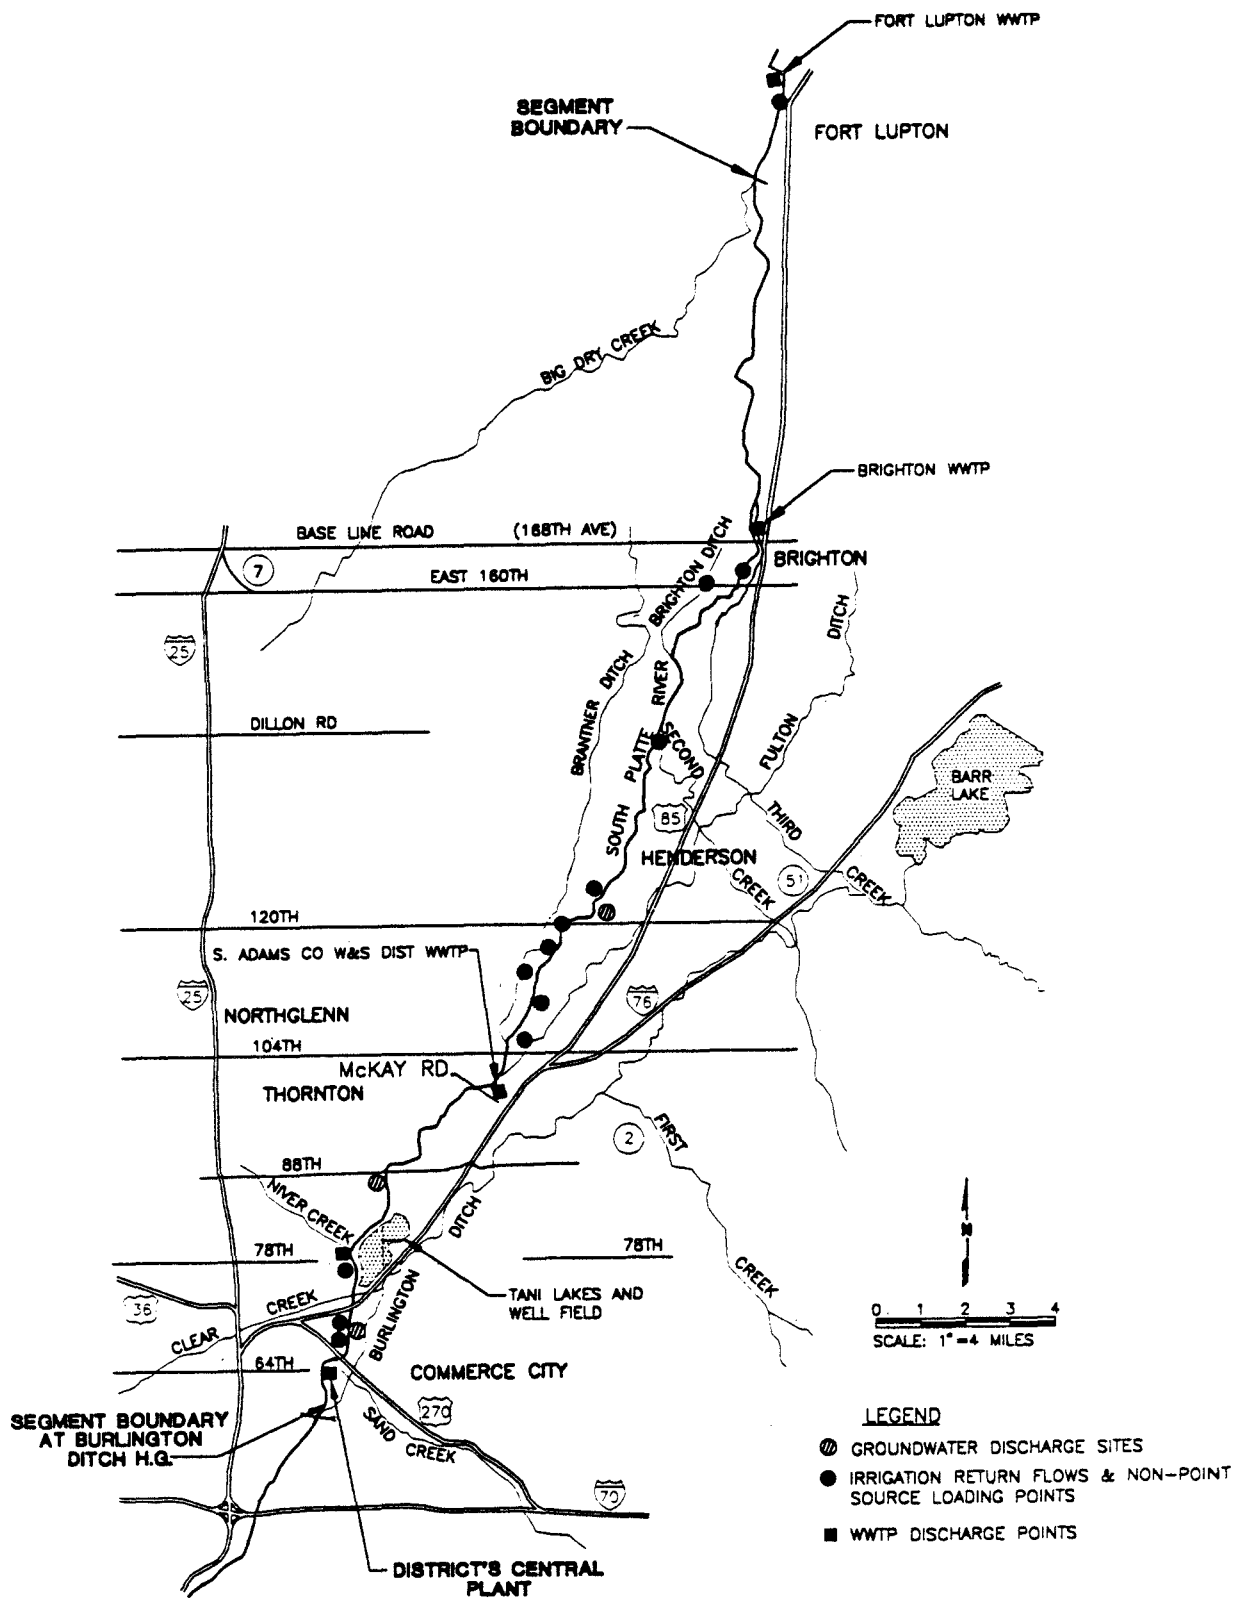 FORT LUPTON WWTP
SEGMENT
BOUNDARY
FORT LUPTON
BIG DRY CREEK
BRIGHTON WWTP
BASE LINE ROAD (168TH AVE)
BRIGHTON DITCH
BRIGHTON
7
EAST 160TH
DITCH
25
BRANTNER DITCH
RIVER
DILLON RD
PLATTE
SECOND
FULTON
BARR
LAKE
85
THIRD
SOUTH
HENDERSON
CREEK
51
CREEK
120TH
S. ADAMS CO W&S DIST WWTP
25
76
NORTHGLENN
104TH
McKAY RD.
THORNTON
FIRST
2
88TH
NIVER CREEK
DITCH
N
78TH
78TH
CREEK
TANI LAKES AND
WELL FIELD
36
CREEK
BURLINGTON
CLEAR
0 1 2 3 4
SCALE: 1"=4 MILES
64TH
COMMERCE CITY
SEGMENT BOUNDARY
AT BURLINGTON
DITCH H.G.
270
SAND CREEK
LEGEND
GROUNDWATER DISCHARGE SITES
IRRIGATION RETURN FLOWS & NON-POINT
SOURCE LOADING POINTS
70
WWTP DISCHARGE POINTS
DISTRICT'S CENTRAL
PLANT